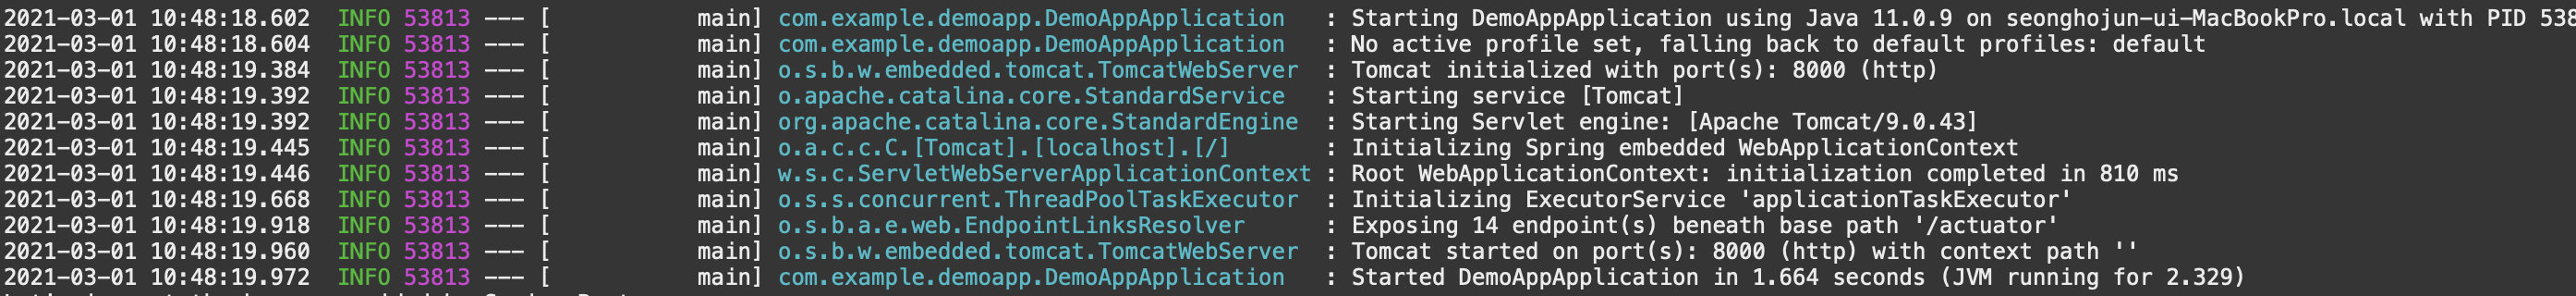 2021-03-01 10:48:18.602  INFO 53813 --- [           main] com.example.demoapp.DemoAppApplication   : Starting DemoAppApplication using Java 11.0.9 on seonghojun-ui-MacBookPro.local with PID 538
2021-03-01 10:48:18.604  INFO 53813 --- [           main] com.example.demoapp.DemoAppApplication   : No active profile set, falling back to default profiles: default
2021-03-01 10:48:19.384  INFO 53813 --- [           main] o.s.b.w.embedded.tomcat.TomcatWebServer  : Tomcat initialized with port(s): 8000 (http)
2021-03-01 10:48:19.392  INFO 53813 --- [           main] o.apache.catalina.core.StandardService   : Starting service [Tomcat]
2021-03-01 10:48:19.392  INFO 53813 --- [           main] org.apache.catalina.core.StandardEngine  : Starting Servlet engine: [Apache Tomcat/9.0.43]
2021-03-01 10:48:19.445  INFO 53813 --- [           main] o.a.c.c.C.[Tomcat].[localhost].[/]       : Initializing Spring embedded WebApplicationContext
2021-03-01 10:48:19.446  INFO 53813 --- [           main] w.s.c.ServletWebServerApplicationContext : Root WebApplicationContext: initialization completed in 810 ms
2021-03-01 10:48:19.668  INFO 53813 --- [           main] o.s.s.concurrent.ThreadPoolTaskExecutor  : Initializing ExecutorService 'applicationTaskExecutor'
2021-03-01 10:48:19.918  INFO 53813 --- [           main] o.s.b.a.e.web.EndpointLinksResolver      : Exposing 14 endpoint(s) beneath base path '/actuator'
2021-03-01 10:48:19.960  INFO 53813 --- [           main] o.s.b.w.embedded.tomcat.TomcatWebServer  : Tomcat started on port(s): 8000 (http) with context path ''
2021-03-01 10:48:19.972  INFO 53813 --- [           main] com.example.demoapp.DemoAppApplication   : Started DemoAppApplication in 1.664 seconds (JVM running for 2.329)